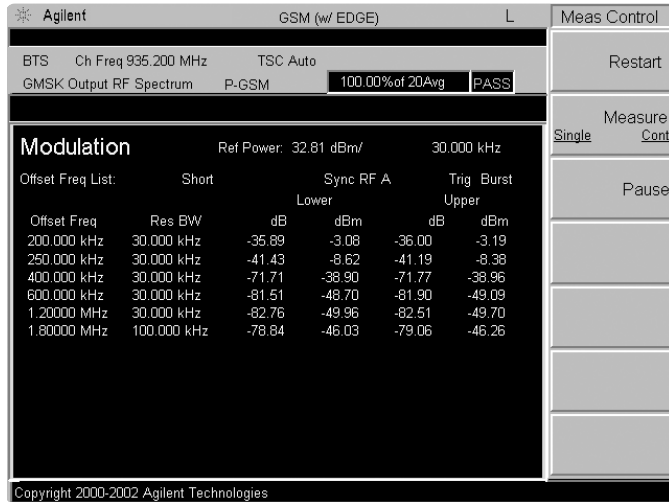 Agilent GSM (w/ EDGE) L Meas Control
BTS Ch Freq 935.200 MHz TSC Auto
GMSK Output RF Spectrum P-GSM 100.00%of 20Avg PASS
Restart
Measure
Single Cont
Pause
Modulation Ref Power: 32.81 dBm/ 30.000 kHz
Offset Freq List: Short Sync RF A Trig Burst
Lower Upper
Offset Freq Res BW dB dBm dB dBm
200.000 kHz 30.000 kHz -35.89 -3.08 -36.00 -3.19
250.000 kHz 30.000 kHz -41.43 -8.62 -41.19 -8.38
400.000 kHz 30.000 kHz -71.71 -38.90 -71.77 -38.96
600.000 kHz 30.000 kHz -81.51 -48.70 -81.90 -49.09
1.20000 MHz 30.000 kHz -82.76 -49.96 -82.51 -49.70
1.80000 MHz 100.000 kHz -78.84 -46.03 -79.06 -46.26
Copyright 2000-2002 Agilent Technologies